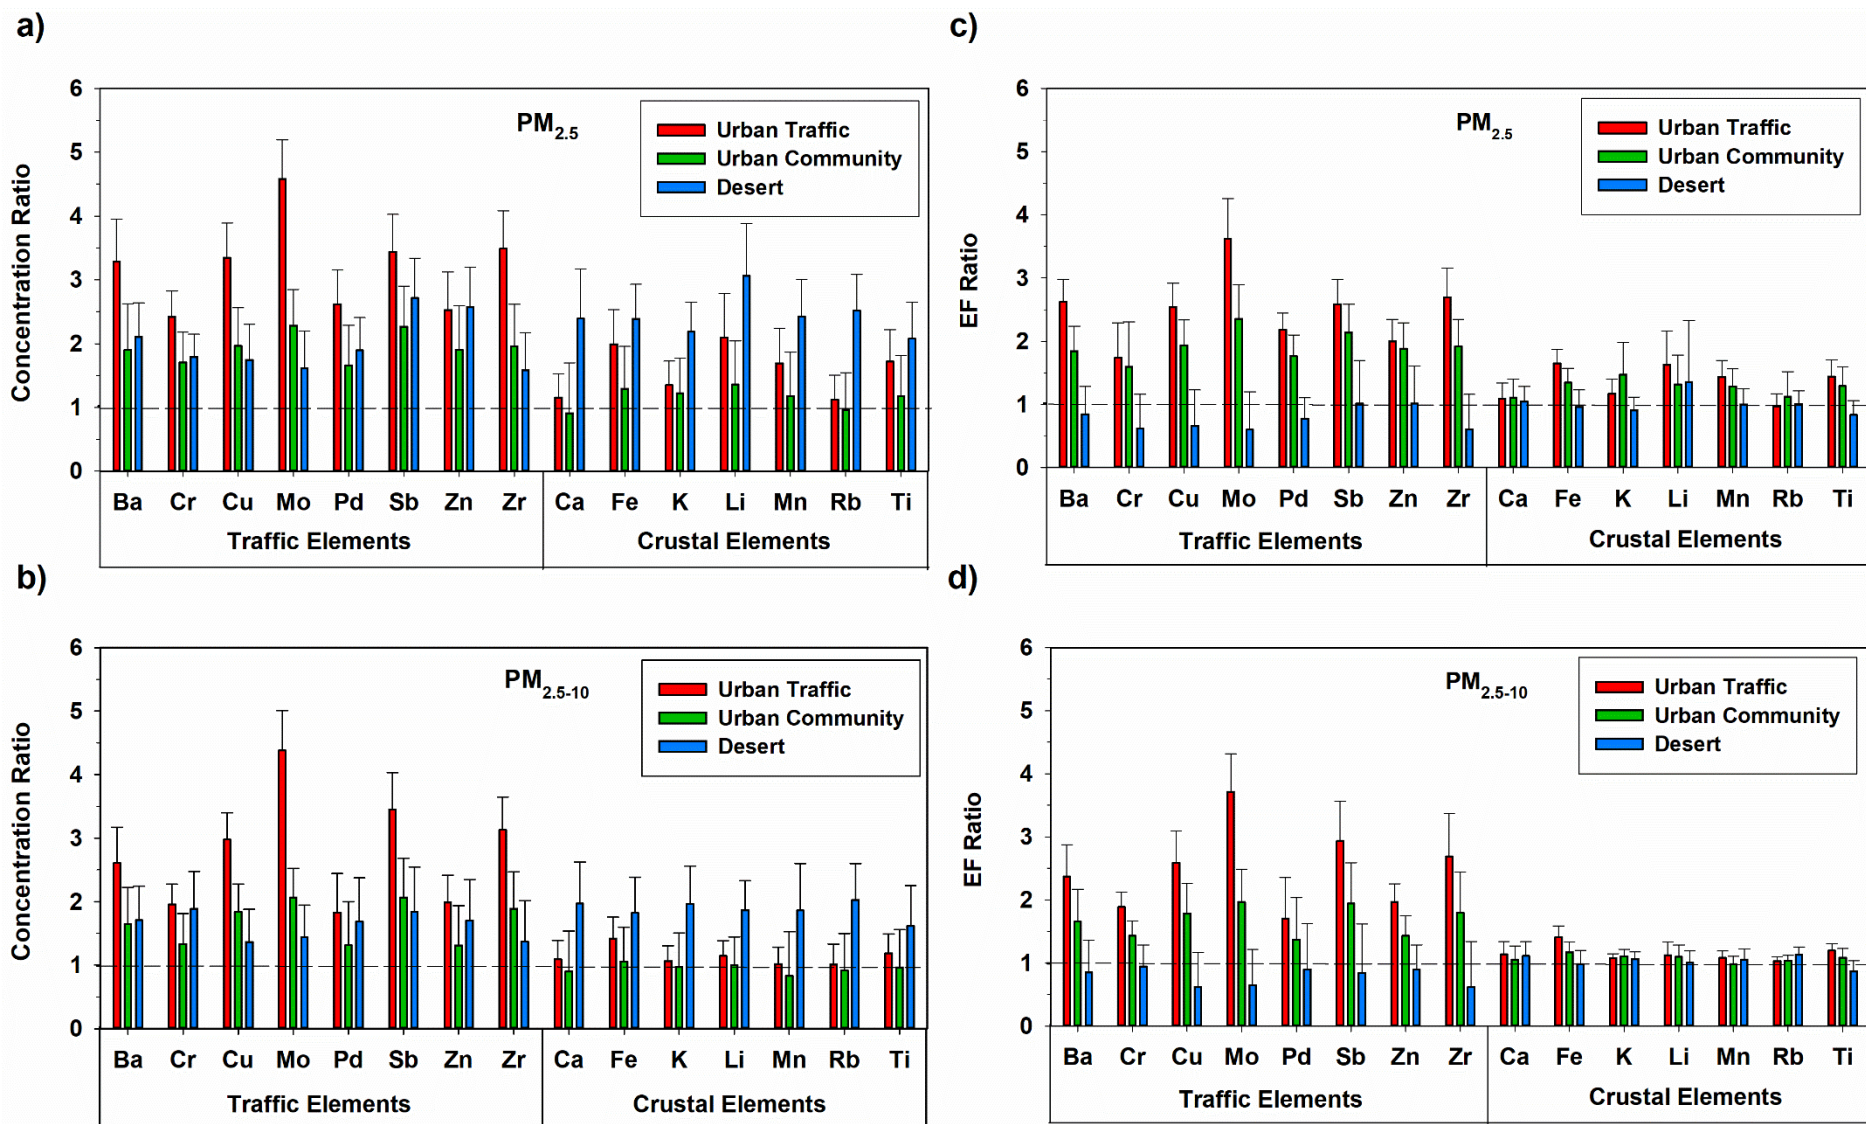 a)
PM2.5
Urban Traffic
Urban Community
Desert
Concentration Ratio
6
5
4
3
2
1
0
Ba Cr Cu Mo Pd Sb Zn Zr Ca Fe K Li Mn Rb Ti
Traffic Elements Crustal Elements
b)
PM2.5-10
Urban Traffic
Urban Community
Desert
Concentration Ratio
6
5
4
3
2
1
0
Ba Cr Cu Mo Pd Sb Zn Zr Ca Fe K Li Mn Rb Ti
Traffic Elements Crustal Elements
c)
PM2.5
Urban Traffic
Urban Community
Desert
EF Ratio
6
5
4
3
2
1
0
Ba Cr Cu Mo Pd Sb Zn Zr Ca Fe K Li Mn Rb Ti
Traffic Elements Crustal Elements
d)
PM2.5-10
Urban Traffic
Urban Community
Desert
EF Ratio
6
5
4
3
2
1
0
Ba Cr Cu Mo Pd Sb Zn Zr Ca Fe K Li Mn Rb Ti
Traffic Elements Crustal Elements